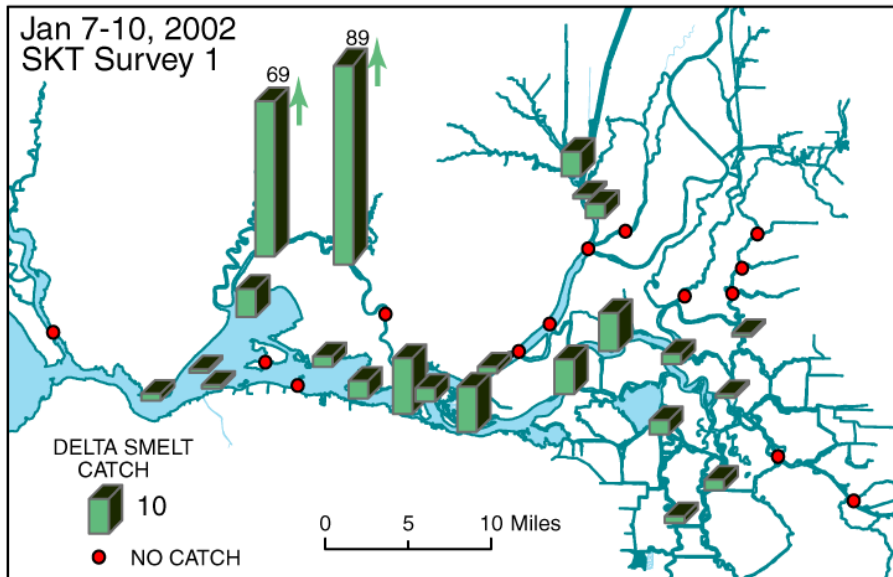 Jan 7-10, 2002
SKT Survey 1
69
89
DELTA SMELT
CATCH
10
NO CATCH
0 5 10 Miles